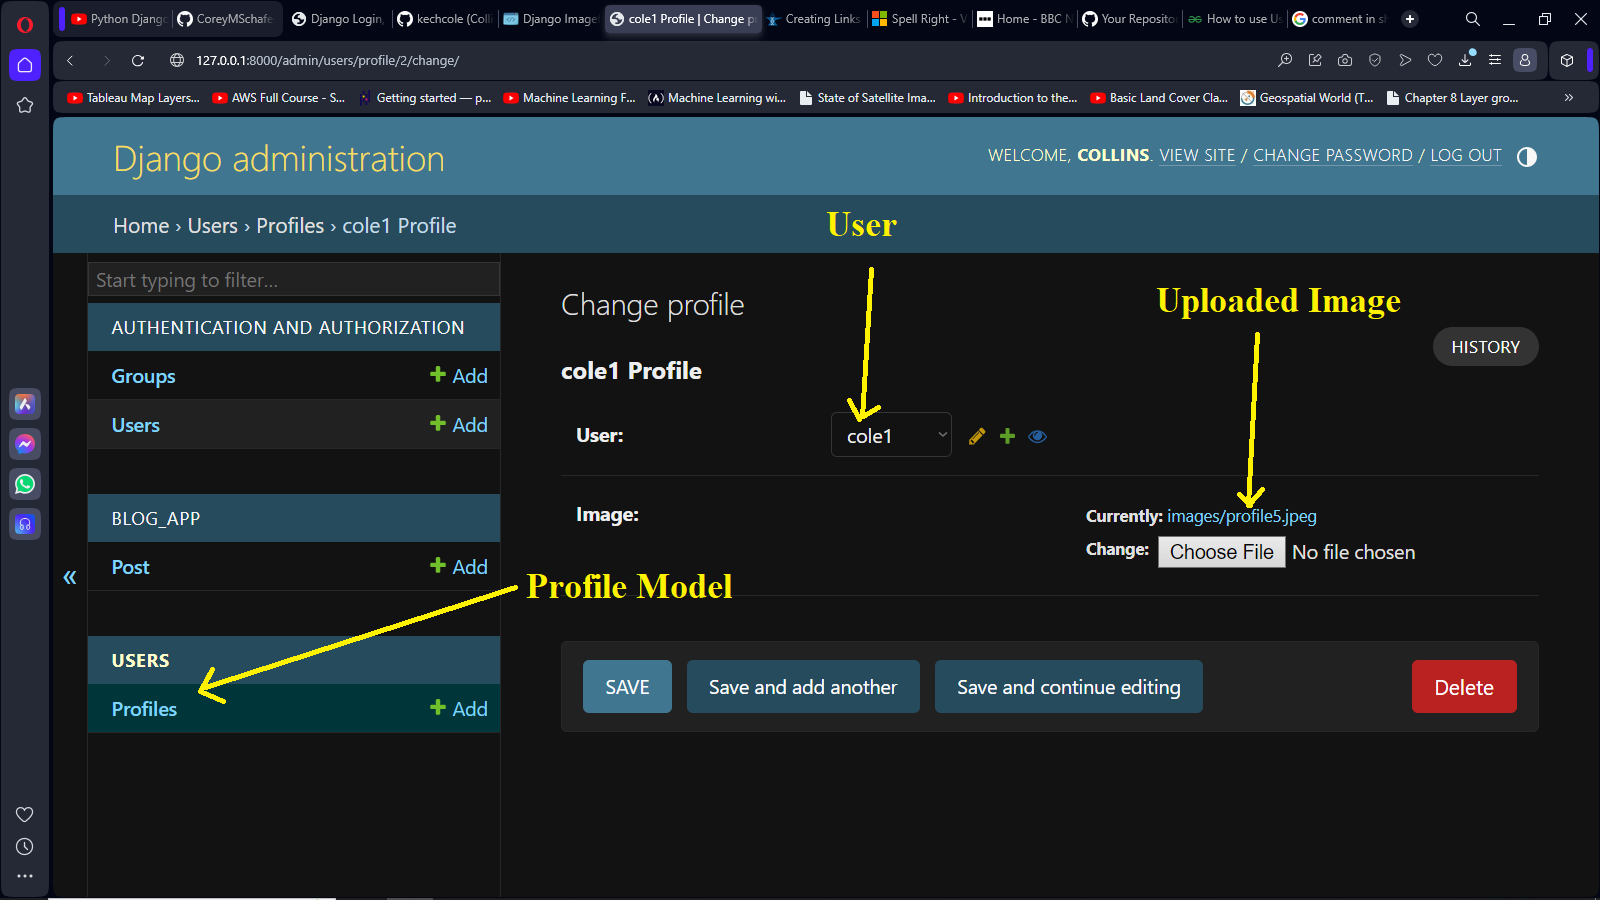 Python Djang
CoreyMSchafe
Django Login,
kechcole (Coll
Django Image
cole1 Profile | Change p
Creating Links
Spell Right - V
Home - BBC N
Your Reposito
How to use Us
comment in s
127.0.0.1:8000/admin/users/profile/2/change/
Tableau Map Layers...
AWS Full Course - S...
Getting started — p...
Machine Learning F...
Machine Learning wi...
State of Satellite Ima...
Introduction to the...
Basic Land Cover Cla...
Geospatial World (T...
Chapter 8 Layer gro...
Django administration
WELCOME, COLLINS. VIEW SITE / CHANGE PASSWORD / LOG OUT
Home › Users › Profiles › cole1 Profile
User
Start typing to filter...
Change profile
Uploaded Image
AUTHENTICATION AND AUTHORIZATION
HISTORY
cole1 Profile
Groups
Add
Users
Add
User:
cole1
BLOG_APP
Image:
Currently: images/profile5.jpeg
Change: Choose File No file chosen
Post
Add
Profile Model
USERS
SAVE
Save and add another
Save and continue editing
Delete
Profiles
Add